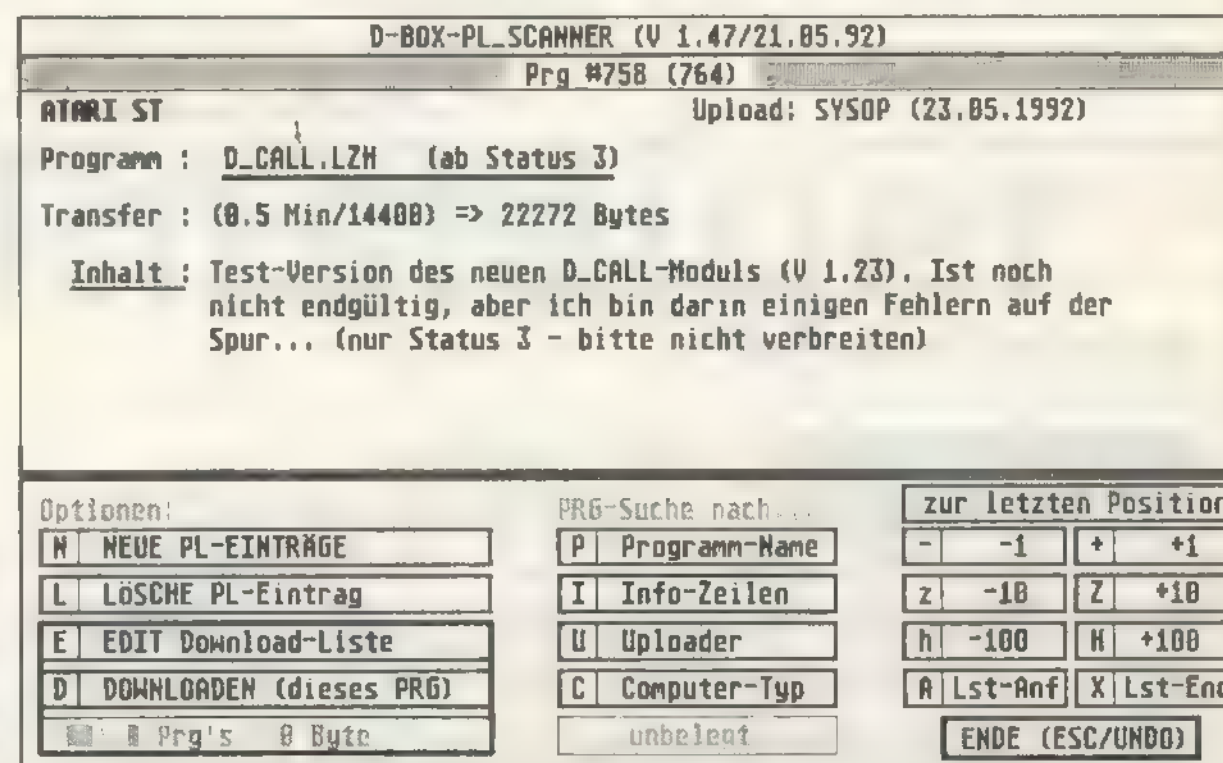 D-BOX-PL_SCANNER (V 1.47/21.05.92)
Prg #758 (764)
ATARI ST Upload: SYSOP (23.05.1992)
Programm : D_CALL.LZH (ab Status 3)
Transfer : (0.5 Min/14400) => 22272 Bytes
Inhalt : Test-Version des neuen D_CALL-Moduls (V 1.23). Ist noch
nicht endgültig, aber ich bin darin einigen Fehlern auf der
Spur... (nur Status 3 - bitte nicht verbreiten)
Optionen: PRG-Suche nach... zur letzten Position
N NEUE PL-EINTRÄGE P Programm-Name - -1 + +1
L LÖSCHE PL-Eintrag I Info-Zeilen z -10 Z +10
E EDIT Download-Liste U Uploader h -100 H +100
D DOWNLOADEN (dieses PRG) C Computer-Typ A Lst-Anf X Lst-End
Prg's 0 Byte unbelegt ENDE (ESC/UNDO)